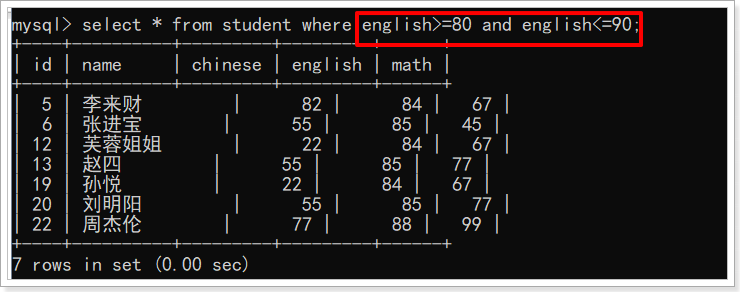 mysql> select * from student where english>=80 and english<=90;
+----+----------+---------+---------+------+
| id | name | chinese | english | math |
+----+----------+---------+---------+------+
| 5 | 李来财 | 82 | 84 | 67 |
| 6 | 张进宝 | 55 | 85 | 45 |
| 12 | 芙蓉姐姐 | 22 | 84 | 67 |
| 13 | 赵四 | 55 | 85 | 77 |
| 19 | 孙悦 | 22 | 84 | 67 |
| 20 | 刘明阳 | 55 | 85 | 77 |
| 22 | 周杰伦 | 77 | 88 | 99 |
+----+----------+---------+---------+------+
7 rows in set (0.00 sec)